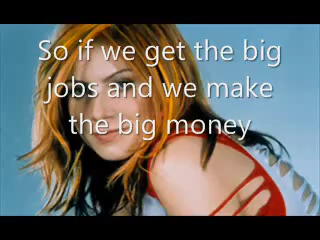 So if we get the big
jobs and we make
the big money